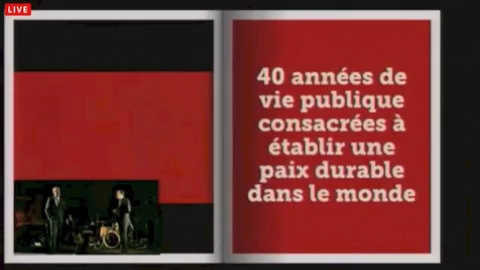 LIVE
40 années de
vie publique
consacrées à
établir une
paix durable
dans le monde